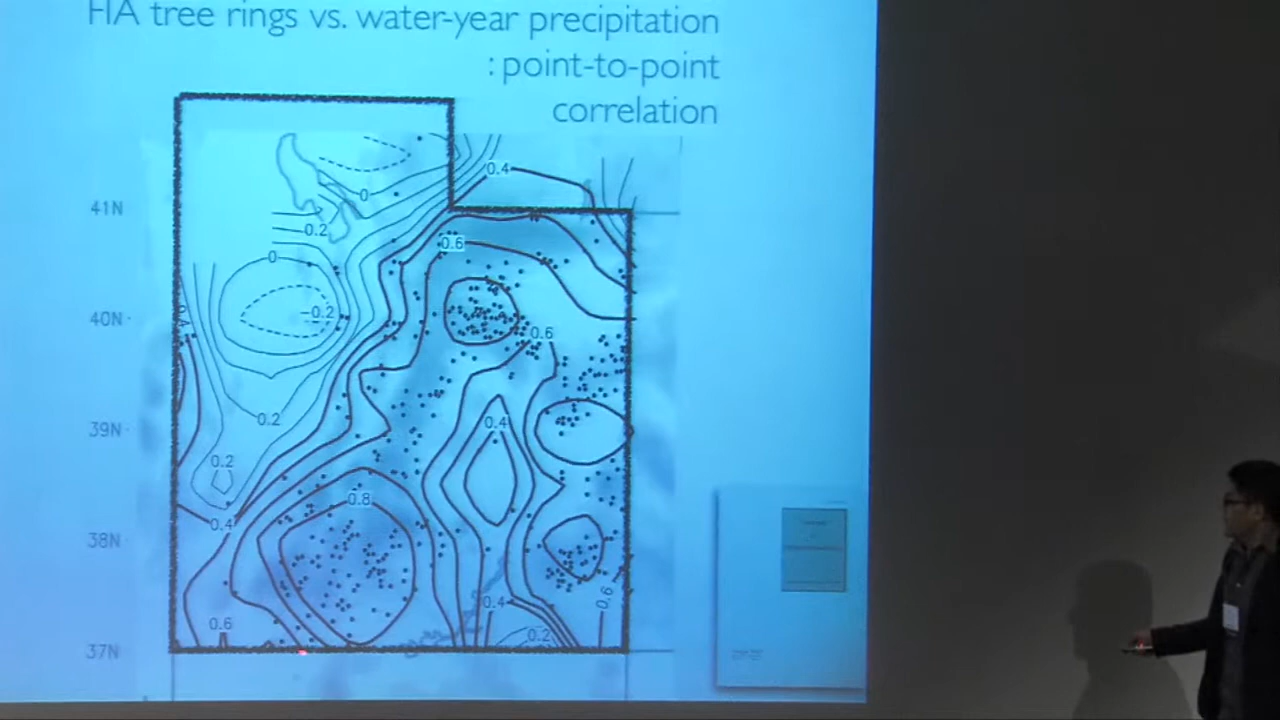 FIA tree rings vs. water-year precipitation
: point-to-point
correlation
0.4
0
41N
0.2
0.6
0
40N
-0.2
0.4
0.6
0.2
0.4
39N
0.2
0.8
0.4
38N
0.4
0.6
0.6
0.2
37N